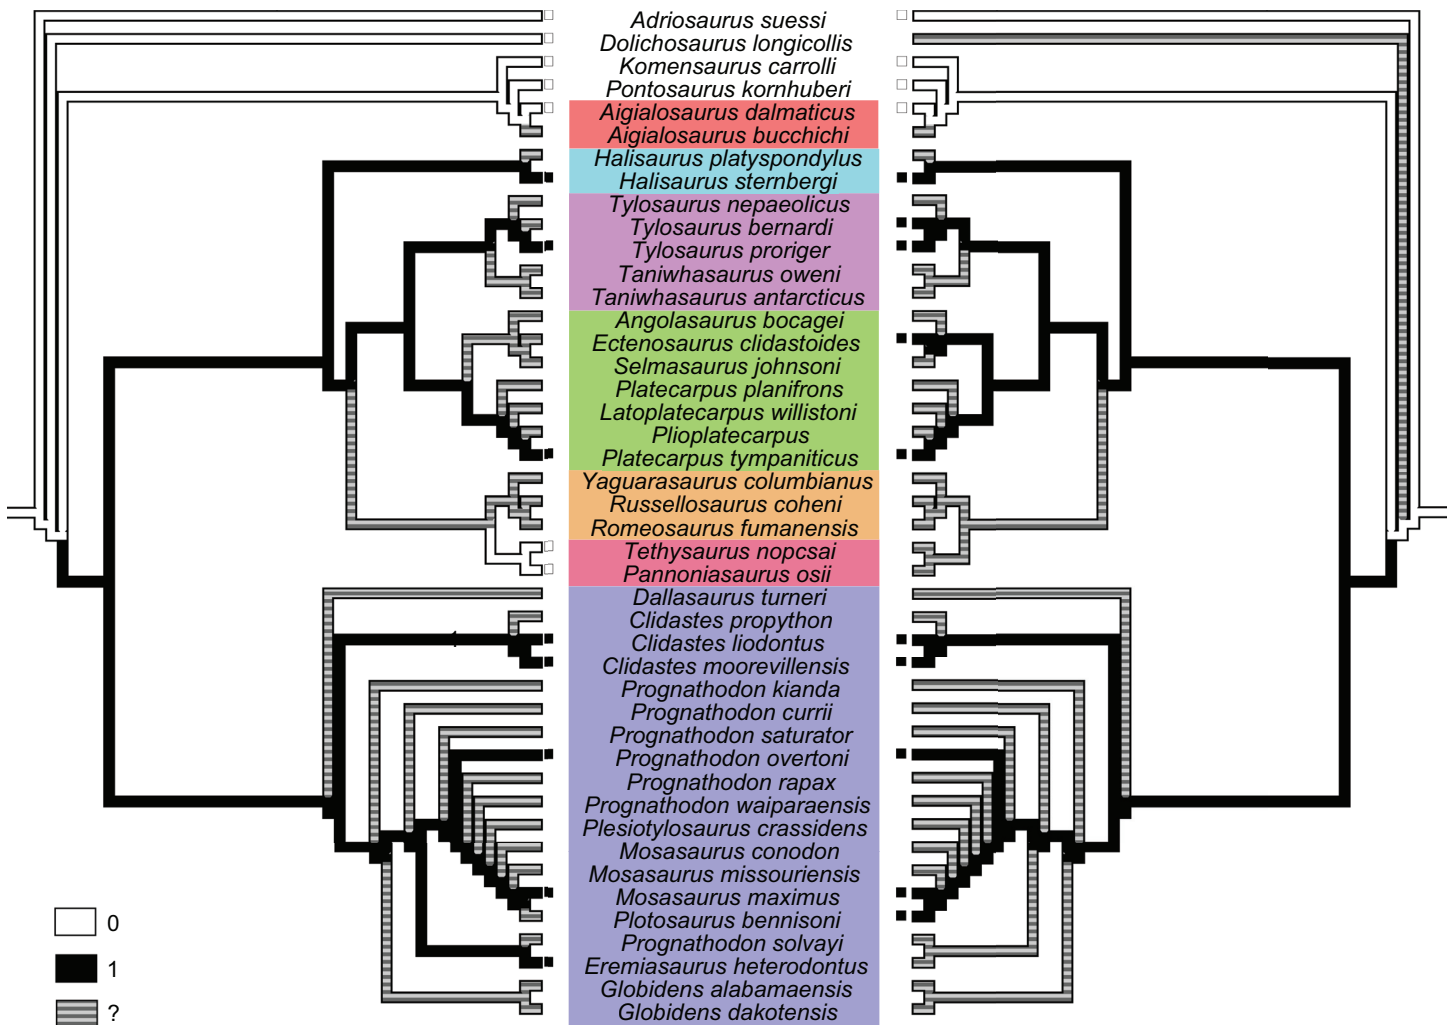 Adriosaurus suessi
Dolichosaurus longicollis
Komensaurus carrolli
Pontosaurus kornhuberi
Aigialosaurus dalmaticus
Aigialosaurus bucchichi
Halisaurus platyspondylus
Halisaurus sternbergi
Tylosaurus nepaeolicus
Tylosaurus bernardi
Tylosaurus proriger
Taniwhasaurus oweni
Taniwhasaurus antarcticus
Angolasaurus bocagei
Ectenosaurus clidastoides
Selmasaurus johnsoni
Platecarpus planifrons
Latoplatecarpus willistoni
Plioplatecarpus
Platecarpus tympaniticus
Yaguarasaurus columbianus
Russellosaurus coheni
Romeosaurus fumanensis
Tethysaurus nopcsai
Pannoniasaurus osii
Dallasaurus turneri
Clidastes propython
Clidastes liodontus
Clidastes moorevillensis
Prognathodon kianda
Prognathodon currii
Prognathodon saturator
Prognathodon overtoni
Prognathodon rapax
Prognathodon waiparaensis
Plesiotylosaurus crassidens
Mosasaurus conodon
Mosasaurus missouriensis
Mosasaurus maximus
Plotosaurus bennisoni
Prognathodon solvayi
Eremiasaurus heterodontus
Globidens alabamaensis
Globidens dakotensis
0
1
?